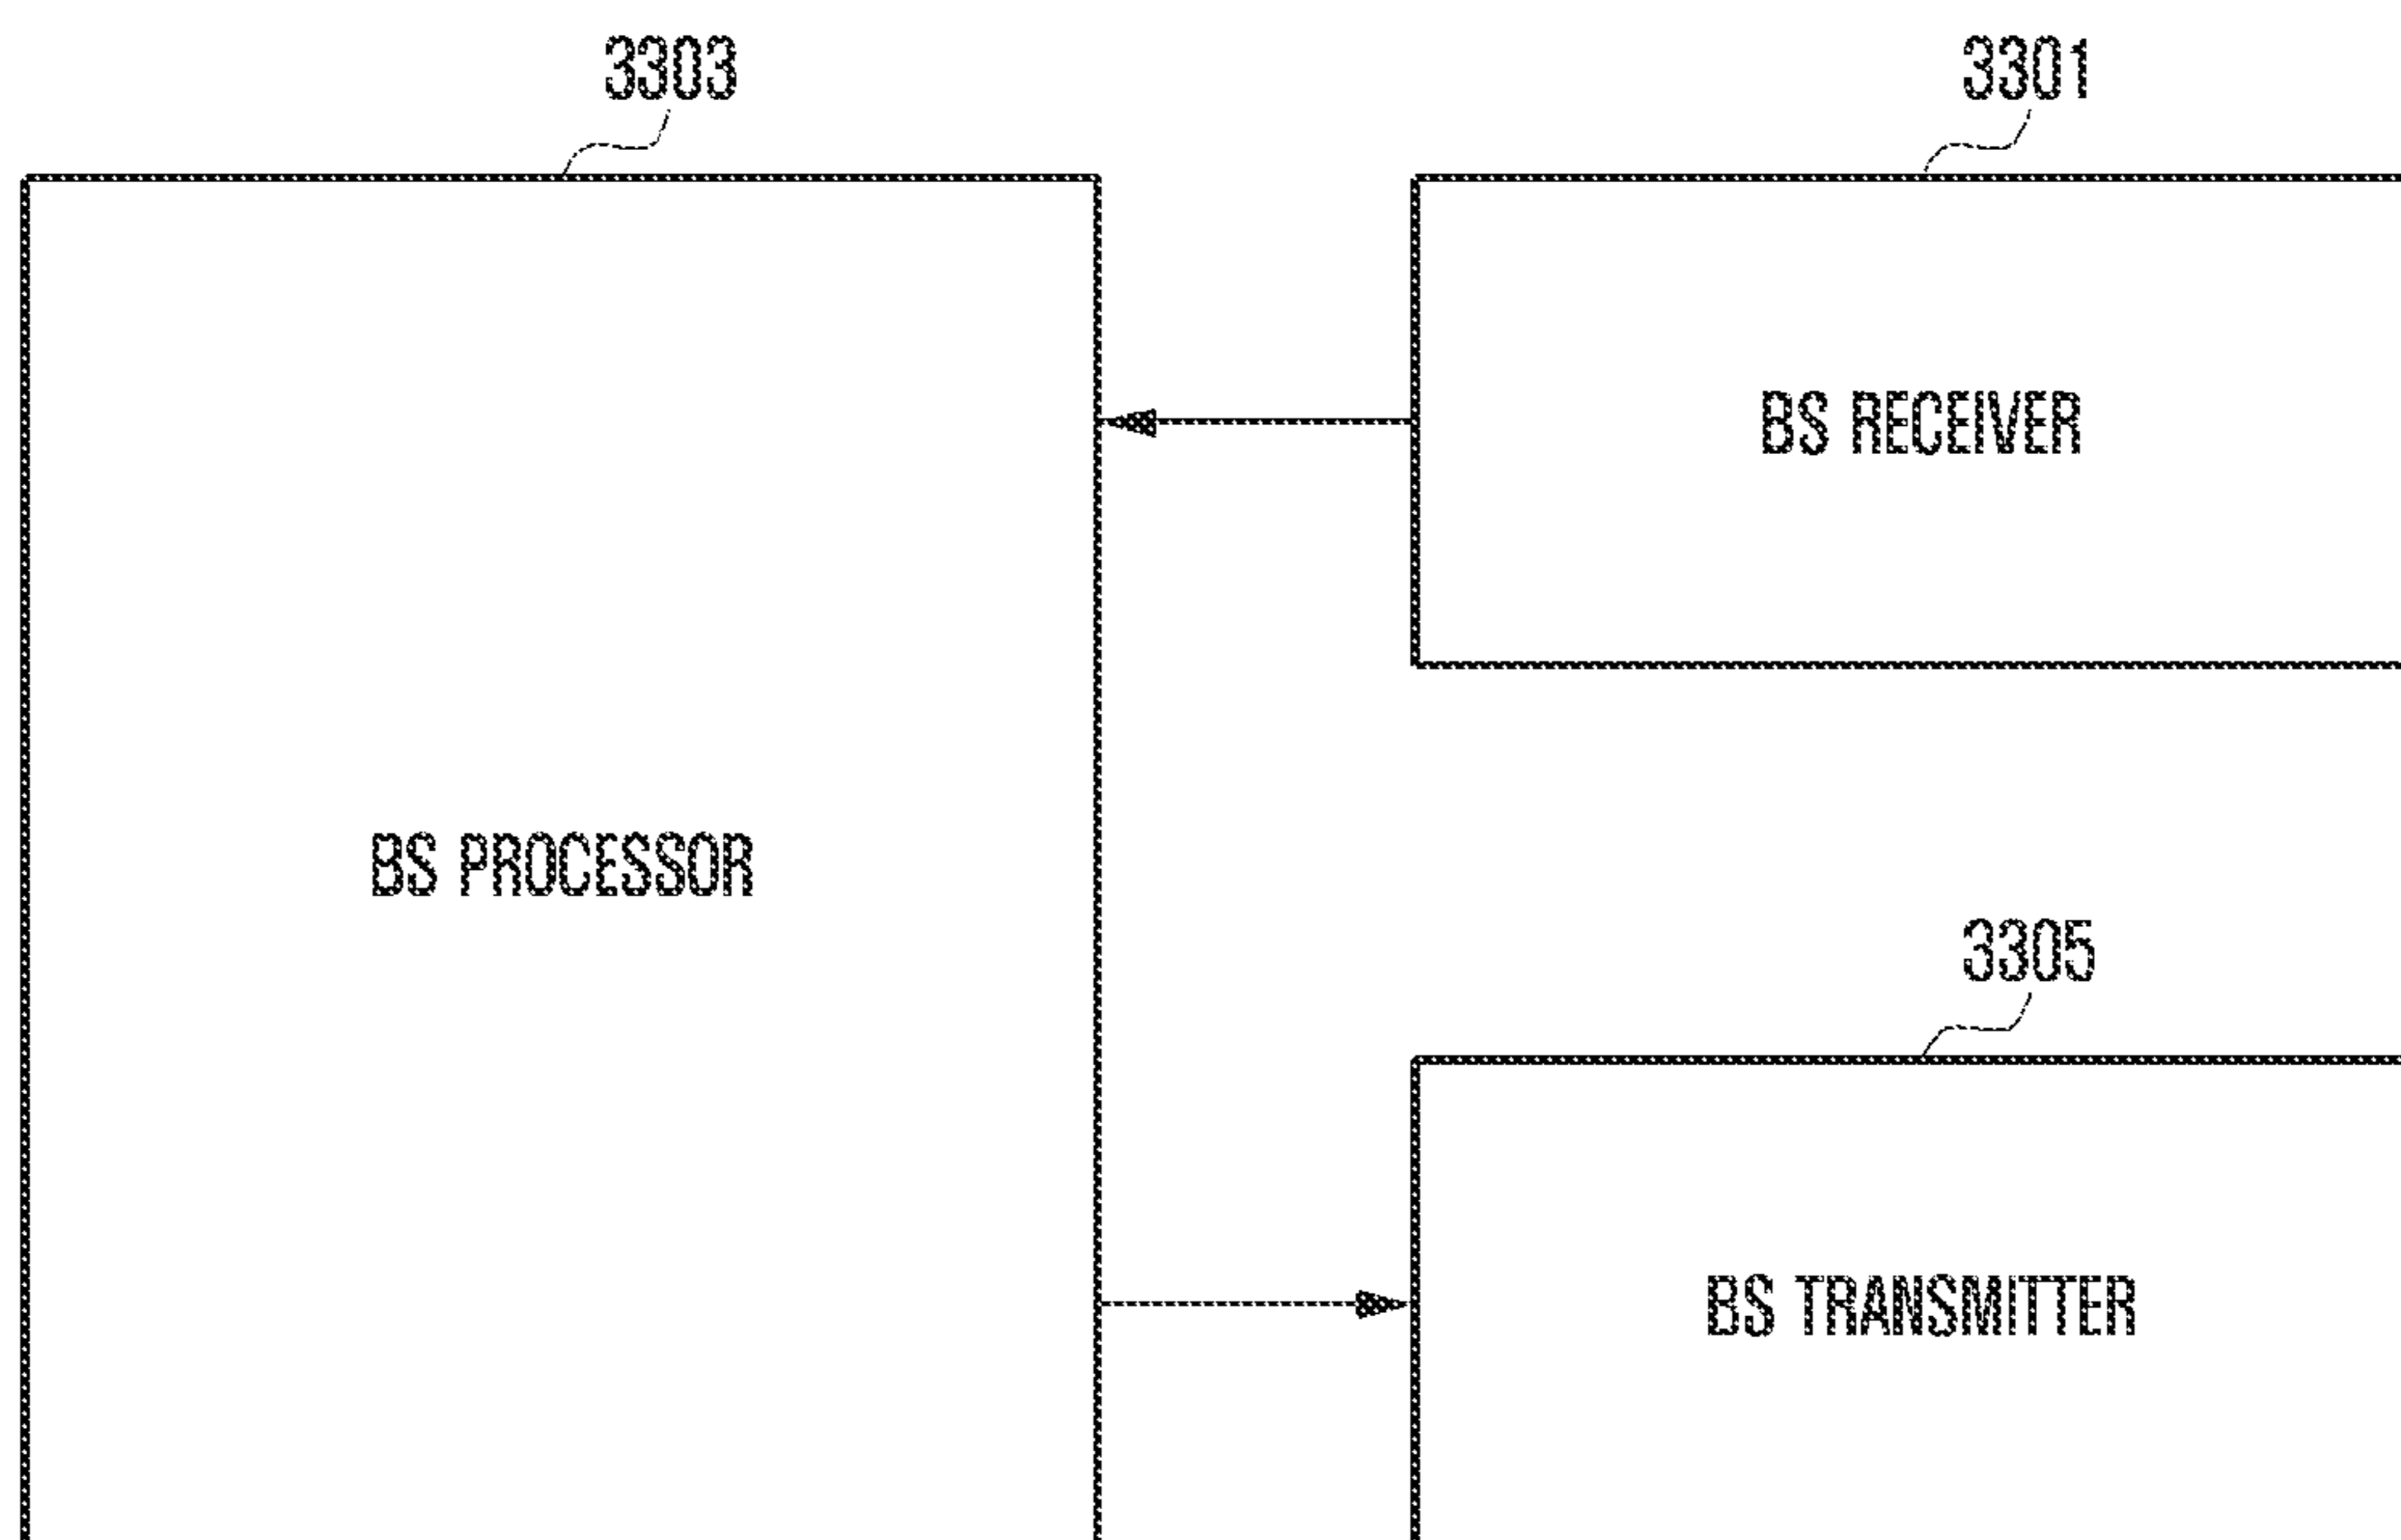 3303
3301
BS RECEIVER
BS PROCESSOR
3305
BS TRANSMITTER